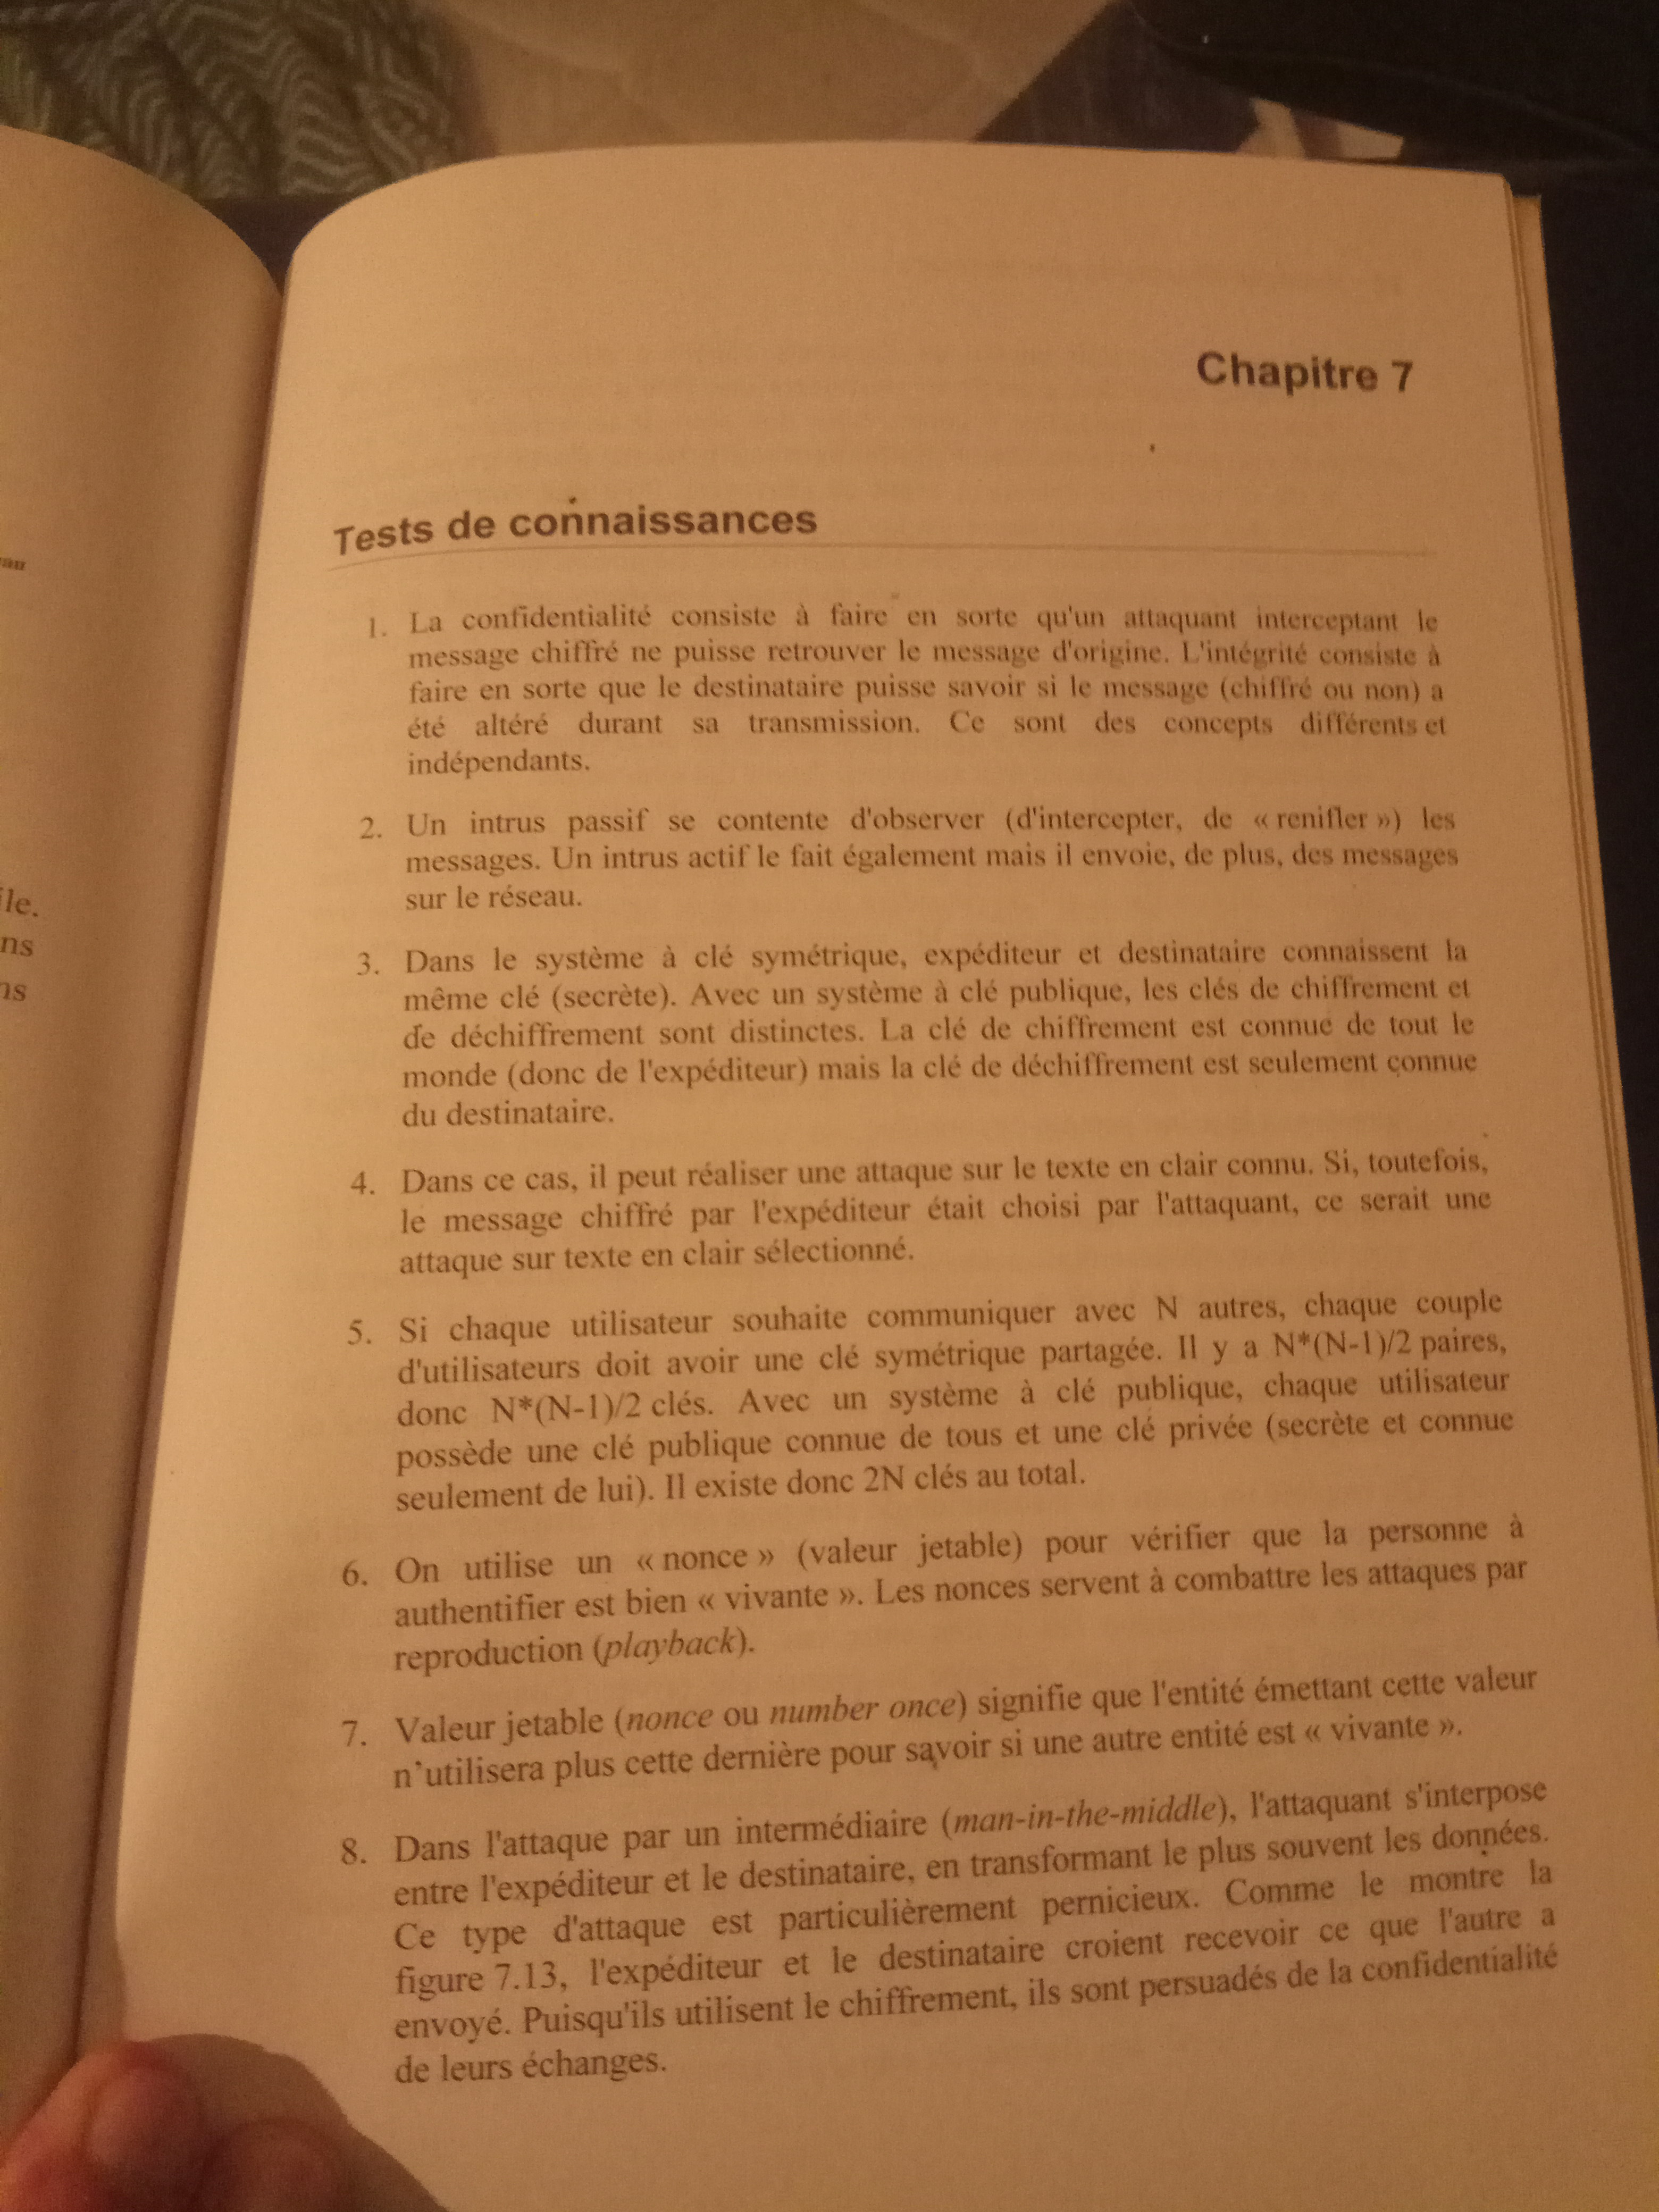 au
ile.
ns
ns
Chapitre 7
Tests de connaissances
1. La confidentialité consiste à faire en sorte qu'un attaquant interceptant le
message chiffré ne puisse retrouver le message d'origine. L'intégrité consiste à
faire en sorte que le destinataire puisse savoir si le message (chiffré ou non) a
été altéré durant sa transmission. Ce sont des concepts différents et
indépendants.
2. Un intrus passif se contente d'observer (d'intercepter, de « renifler ») les
messages. Un intrus actif le fait également mais il envoie, de plus, des messages
sur le réseau.
3. Dans le système à clé symétrique, expéditeur et destinataire connaissent la
même clé (secrète). Avec un système à clé publique, les clés de chiffrement et
de déchiffrement sont distinctes. La clé de chiffrement est connue de tout le
monde (donc de l'expéditeur) mais la clé de déchiffrement est seulement connue
du destinataire.
4. Dans ce cas, il peut réaliser une attaque sur le texte en clair connu. Si, toutefois,
le message chiffré par l'expéditeur était choisi par l'attaquant, ce serait une
attaque sur texte en clair sélectionné.
5. Si chaque utilisateur souhaite communiquer avec N autres, chaque couple
d'utilisateurs doit avoir une clé symétrique partagée. Il y a N*(N-1)/2 paires,
donc N*(N-1)/2 clés. Avec un système à clé publique, chaque utilisateur
possède une clé publique connue de tous et une clé privée (secrète et connue
seulement de lui). Il existe donc 2N clés au total.
6. On utilise un « nonce » (valeur jetable) pour vérifier que la personne à
authentifier est bien « vivante ». Les nonces servent à combattre les attaques par
reproduction (playback).
7. Valeur jetable (nonce ou number once) signifie que l'entité émettant cette valeur
n'utilisera plus cette dernière pour savoir si une autre entité est « vivante ».
8. Dans l'attaque par un intermédiaire (man-in-the-middle), l'attaquant s'interpose
entre l'expéditeur et le destinataire, en transformant le plus souvent les données.
Ce type d'attaque est particulièrement pernicieux. Comme le montre la
figure 7.13, l'expéditeur et le destinataire croient recevoir ce que l'autre a
envoyé. Puisqu'ils utilisent le chiffrement, ils sont persuadés de la confidentialité
de leurs échanges.